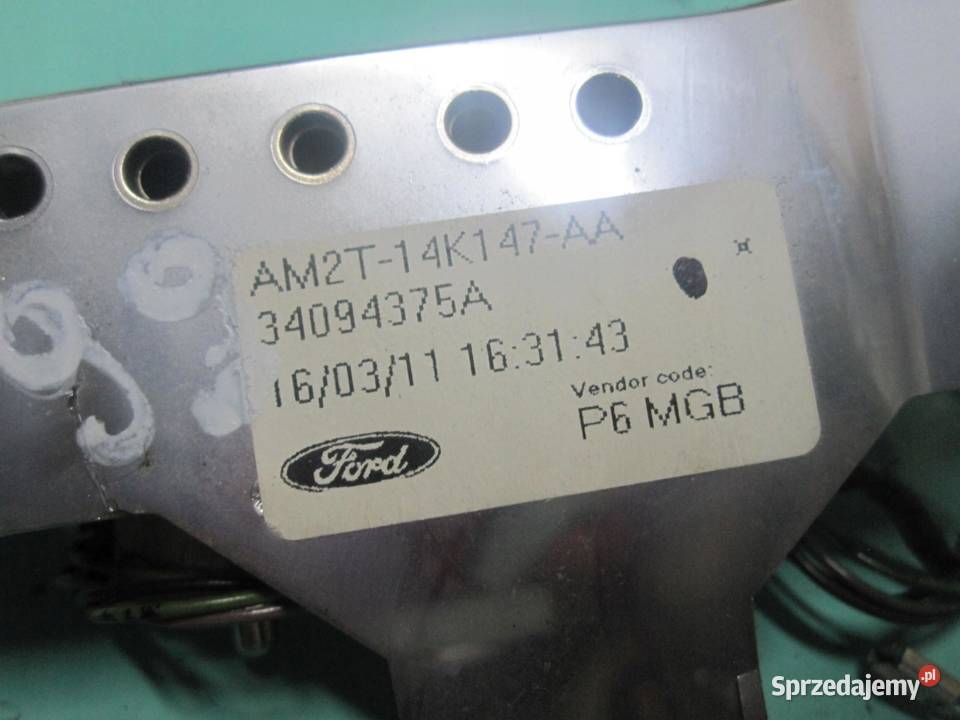 AM2T-14K147-AA
34094375A
16/03/11 16:31:43
Vendor code:
P6 MGB
Ford
Sprzedajemy.pl